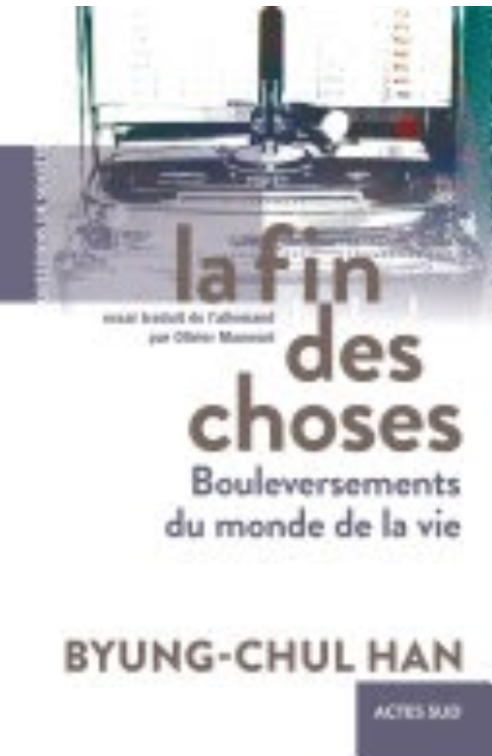 la fin
essai traduit de l'allemand
par Olivier Mannoni
des
choses
Bouleversements
du monde de la vie
BYUNG-CHUL HAN
ACTES SUD